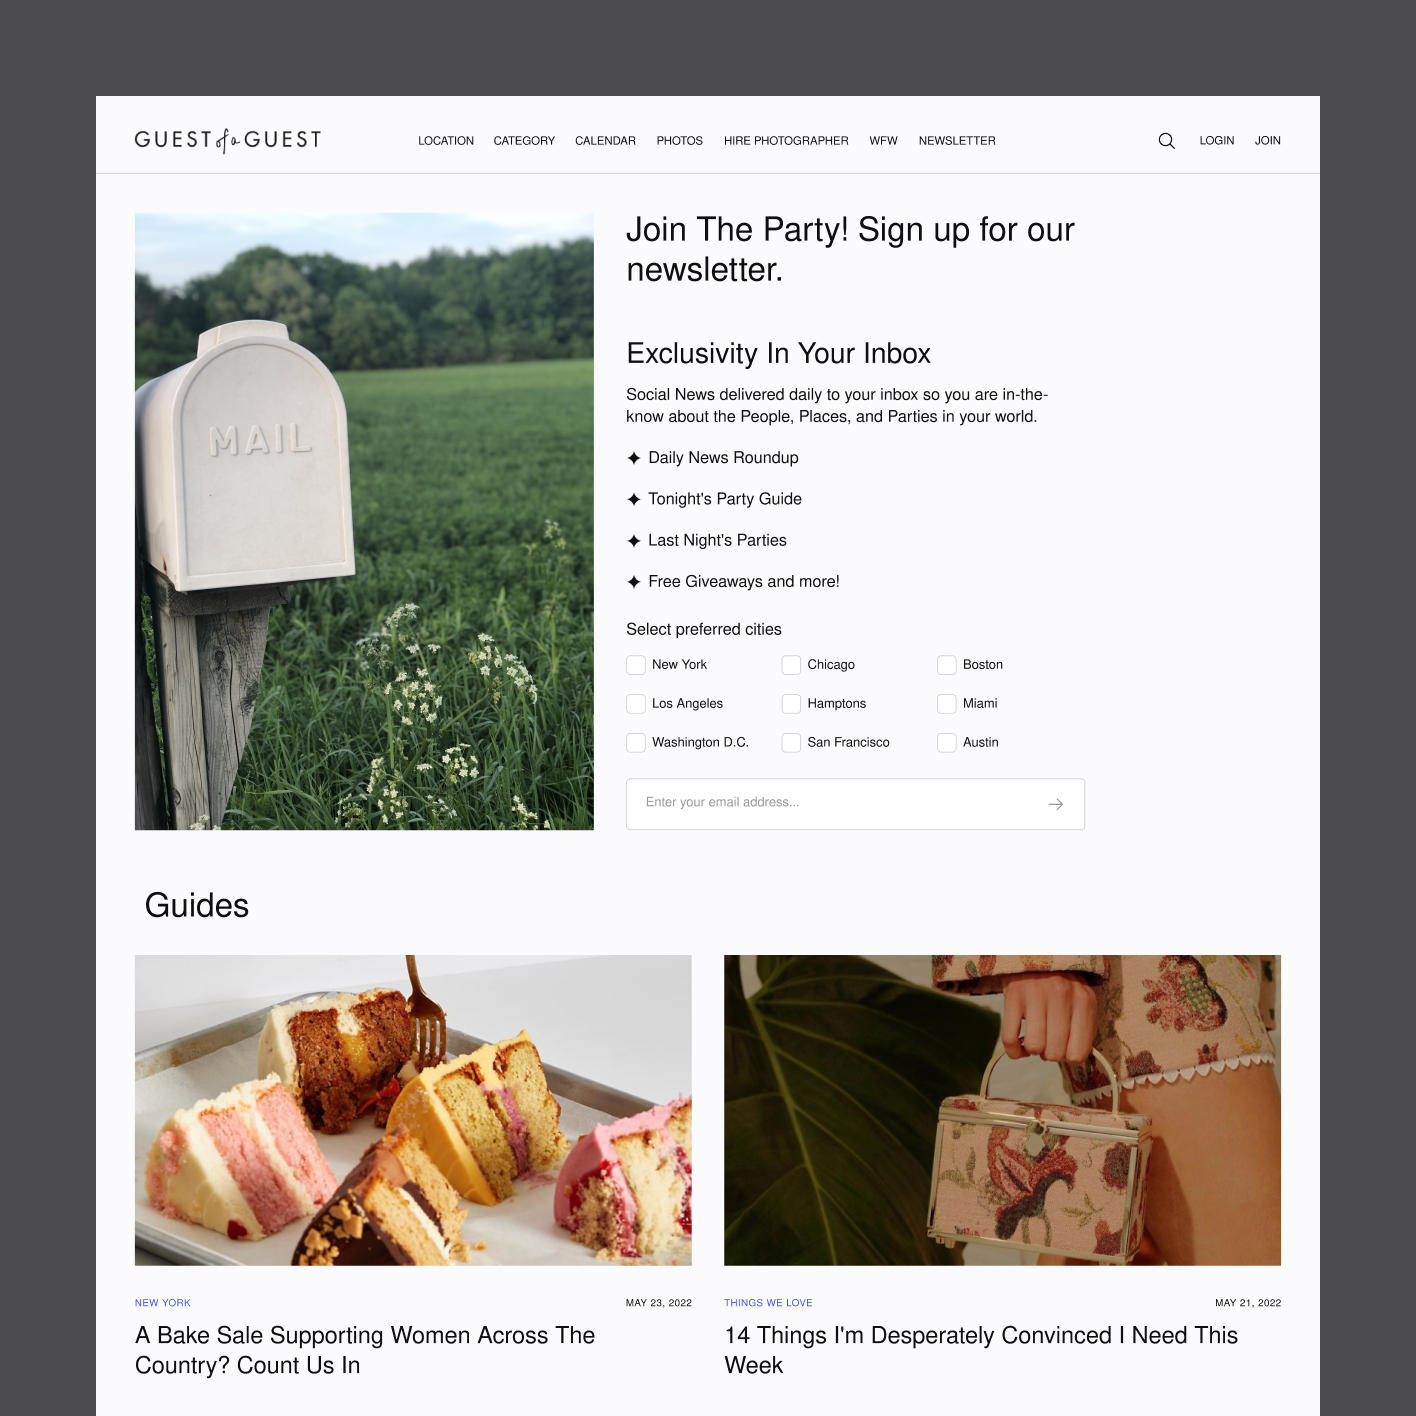 GUEST of a GUEST
LOCATION CATEGORY CALENDAR PHOTOS HIRE PHOTOGRAPHER WFW NEWSLETTER
LOGIN JOIN
MAIL
Join The Party! Sign up for our
newsletter.
Exclusivity In Your Inbox
Social News delivered daily to your inbox so you are in-the-
know about the People, Places, and Parties in your world.
Daily News Roundup
Tonight's Party Guide
Last Night's Parties
Free Giveaways and more!
Select preferred cities
New York Chicago Boston
Los Angeles Hamptons Miami
Washington D.C. San Francisco Austin
Enter your email address...
Guides
NEW YORK MAY 23, 2022
A Bake Sale Supporting Women Across The
Country? Count Us In
THINGS WE LOVE MAY 21, 2022
14 Things I'm Desperately Convinced I Need This
Week